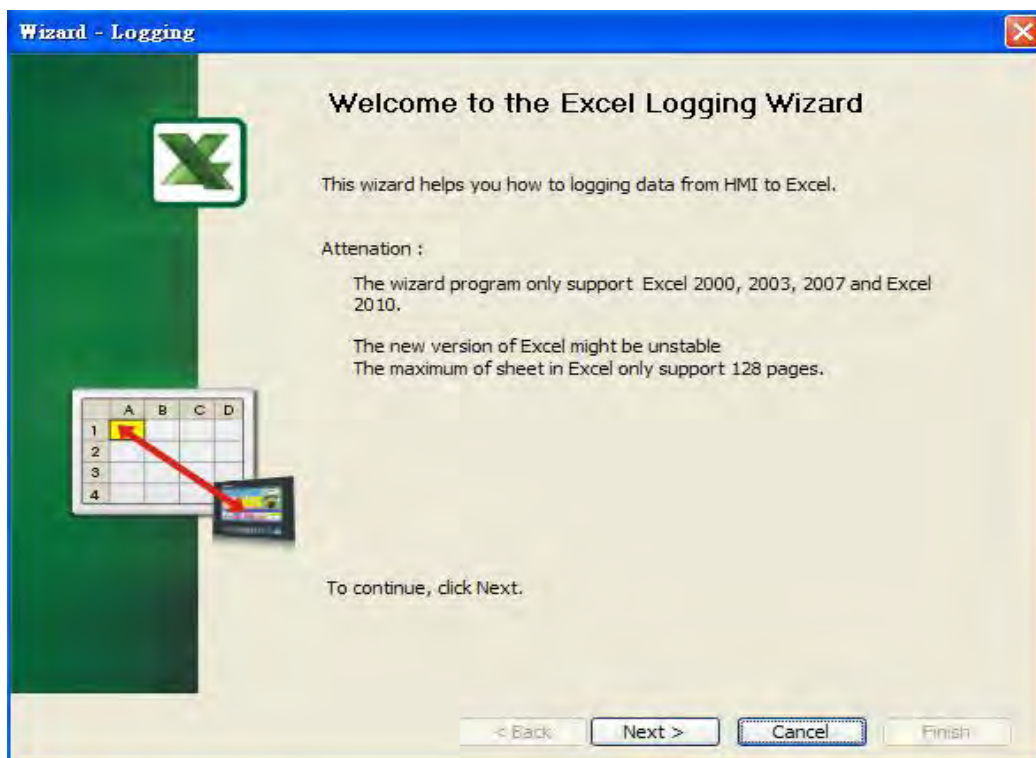 Wizard - Logging
Welcome to the Excel Logging Wizard
This wizard helps you how to logging data from HMI to Excel.
Attenation :
The wizard program only support Excel 2000, 2003, 2007 and Excel
2010.
The new version of Excel might be unstable
The maximum of sheet in Excel only support 128 pages.
A B C D
1
2
3
4
To continue, click Next.
< Back Next > Cancel Finish